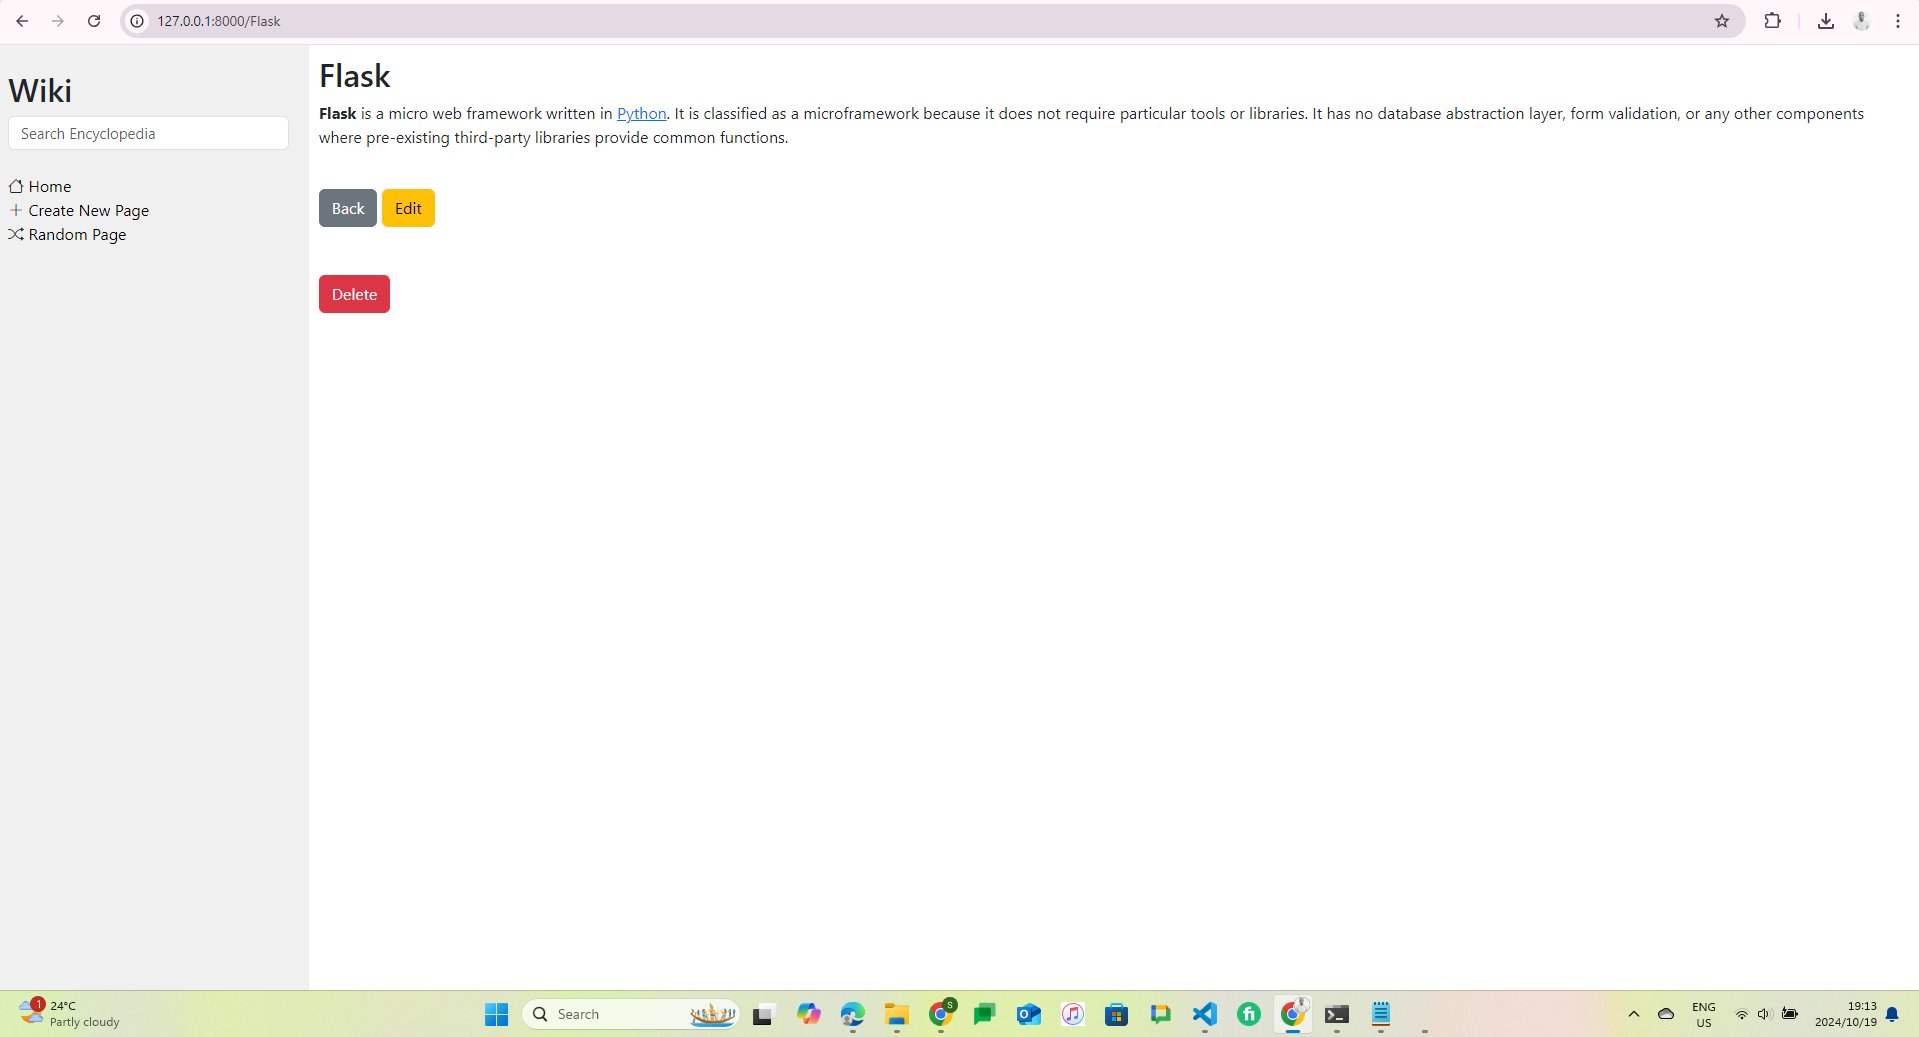 127.0.0.1:8000/Flask
Wiki
Search Encyclopedia
Home
Create New Page
Random Page
Flask
Flask is a micro web framework written in Python. It is classified as a microframework because it does not require particular tools or libraries. It has no database abstraction layer, form validation, or any other components
where pre-existing third-party libraries provide common functions.
Back Edit
Delete
1
24°C
Partly cloudy
Search
S
fi
ENG
US
19:13
2024/10/19